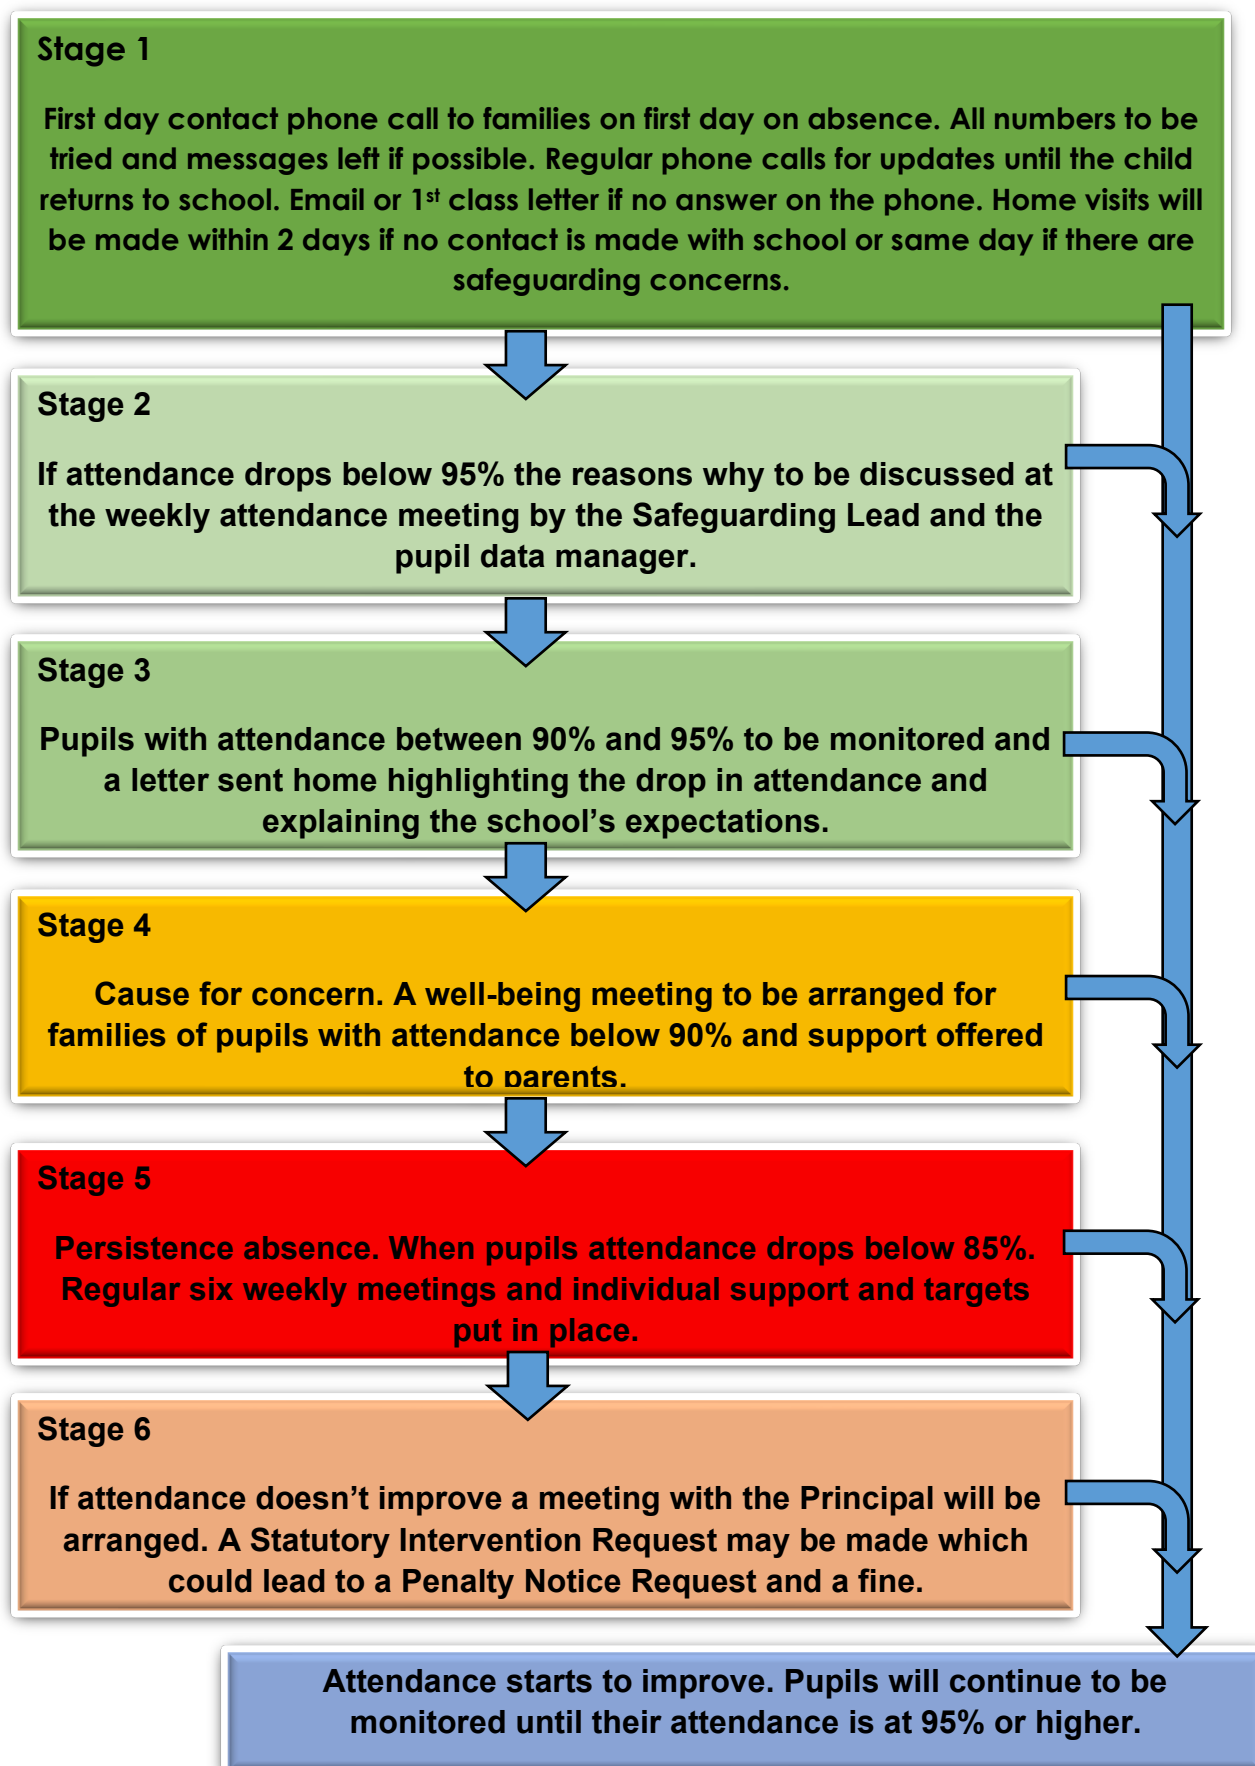 Stage 1
First day contact phone call to families on first day on absence. All numbers to be
tried and messages left if possible. Regular phone calls for updates until the child
returns to school. Email or 1st class letter if no answer on the phone. Home visits will
be made within 2 days if no contact is made with school or same day if there are
safeguarding concerns.
Stage 2
If attendance drops below 95% the reasons why to be discussed at
the weekly attendance meeting by the Safeguarding Lead and the
pupil data manager.
Stage 3
Pupils with attendance between 90% and 95% to be monitored and
a letter sent home highlighting the drop in attendance and
explaining the school’s expectations.
Stage 4
Cause for concern. A well-being meeting to be arranged for
families of pupils with attendance below 90% and support offered
to parents.
Stage 5
Persistence absence. When pupils attendance drops below 85%.
Regular six weekly meetings and individual support and targets
put in place.
Stage 6
If attendance doesn’t improve a meeting with the Principal will be
arranged. A Statutory Intervention Request may be made which
could lead to a Penalty Notice Request and a fine.
Attendance starts to improve. Pupils will continue to be
monitored until their attendance is at 95% or higher.